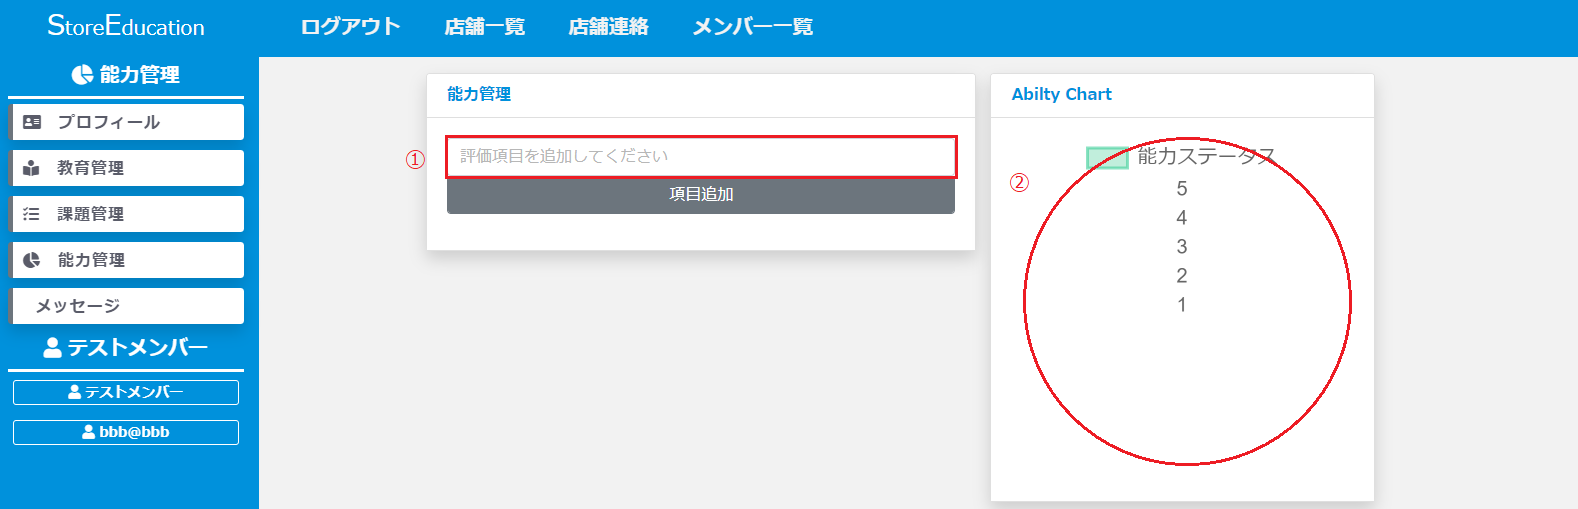 StoreEducation
ログアウト 店舗一覧 店舗連絡 メンバー一覧
能力管理
プロフィール
教育管理
課題管理
能力管理
メッセージ
テストメンバー
テストメンバー
bbb@bbb
能力管理
①
評価項目を追加してください
項目追加
Abilty Chart
②
能力ステータス
5
4
3
2
1